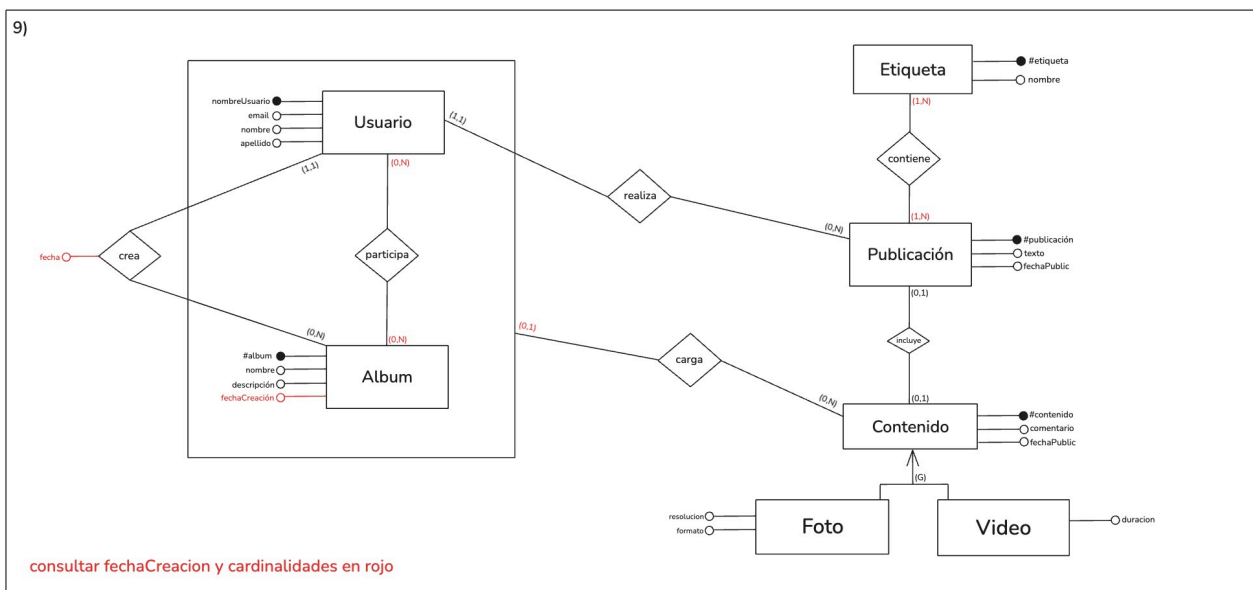 9)
#etiqueta
Etiqueta
nombre
(1,N)
nombreUsuario
email
nombre
apellido
Usuario
(1,1)
(1,1)
(0,N)
contiene
realiza
(1,N)
(0,N)
#publicación
texto
fechaPublic
Publicación
fecha
crea
participa
(0,1)
(0,N)
(0,N)
(0,1)
incluye
#album
nombre
descripción
fechaCreación
Album
carga
(0,N)
(0,1)
#contenido
comentario
fechaPublic
Contenido
(G)
resolucion
formato
Foto
Video
duracion
consultar fechaCreacion y cardinalidades en rojo